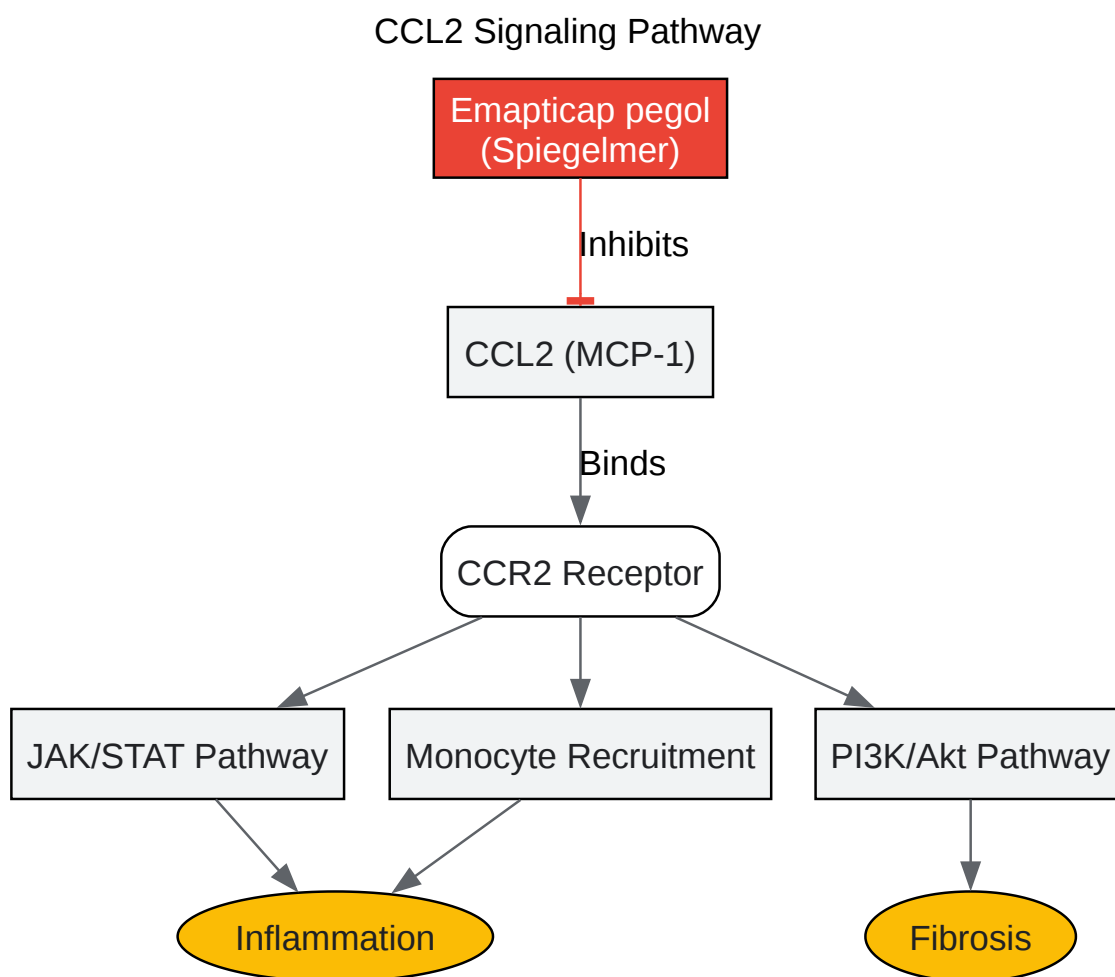 CCL2 Signaling Pathway
Emapticap pegol
(Spiegelmer)
Inhibits
CCL2 (MCP-1)
Binds
CCR2 Receptor
JAK/STAT Pathway
Monocyte Recruitment
PI3K/Akt Pathway
Inflammation
Fibrosis